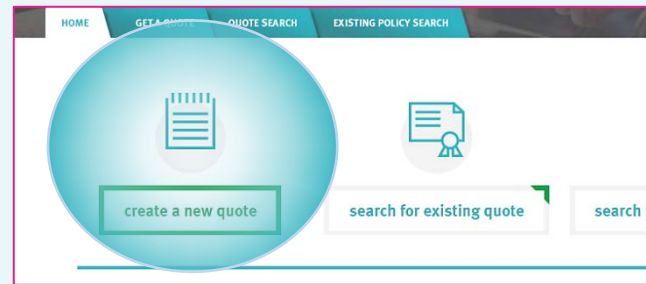 HOME GET A QUOTE QUOTE SEARCH EXISTING POLICY SEARCH
create a new quote search for existing quote search